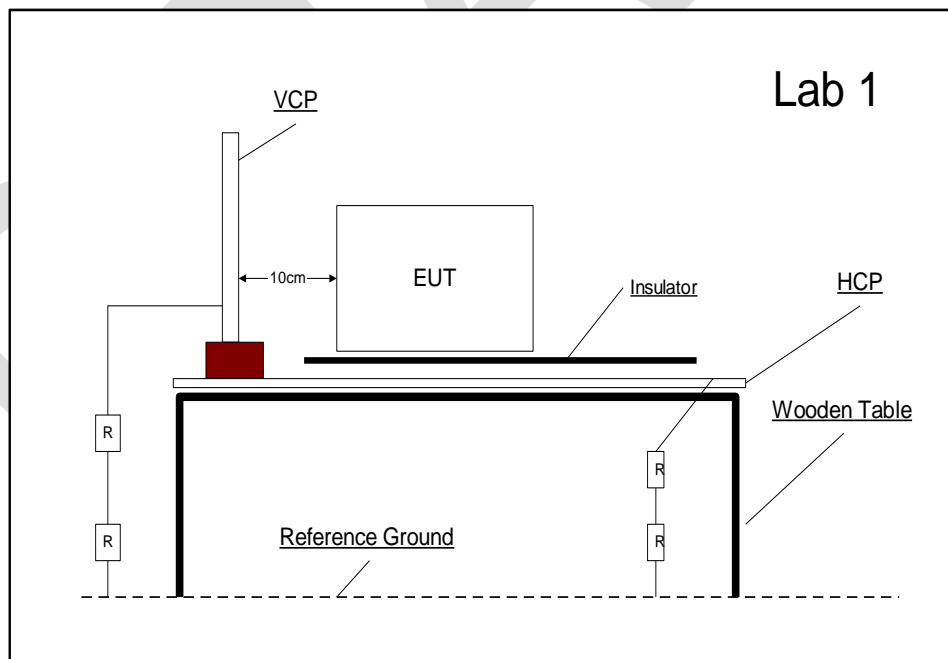 Lab 1
VCP
10cm
EUT
Insulator
HCP
Wooden Table
R
R
R
R
Reference Ground